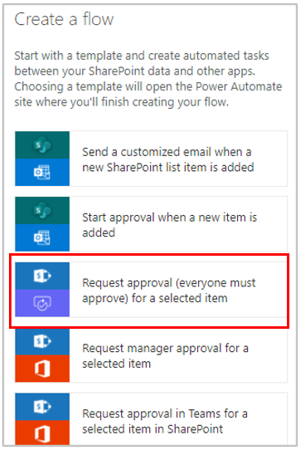 Create a flow
Start with a template and create automated tasks
between your SharePoint data and other apps.
Choosing a template will open the Power Automate
site where you'll finish creating your flow.
Send a customized email when a
new SharePoint list item is added
Start approval when a new item is
added
Request approval (everyone must
approve) for a selected item
Request manager approval for a
selected item
Request approval in Teams for a
selected item in SharePoint